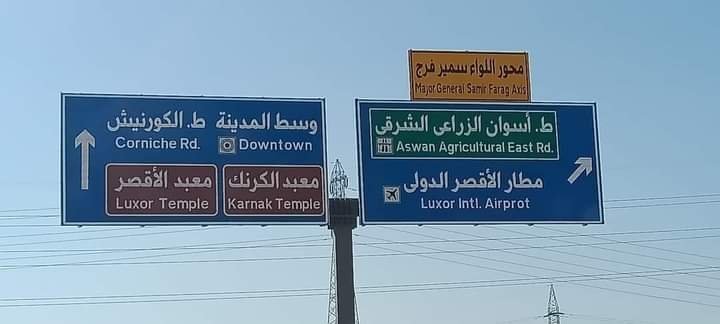 محور اللواء سمير فرج
Major General Samir Farag Axis
وسط المدينة ط. الكورنيش
Corniche Rd. Downtown
معبد الكرنك معبد الأقصر
Luxor Temple Karnak Temple
ط. أسوان الزراعى الشرقى
Aswan Agricultural East Rd.
مطار الأقصر الدولى
Luxor Intl. Airprot